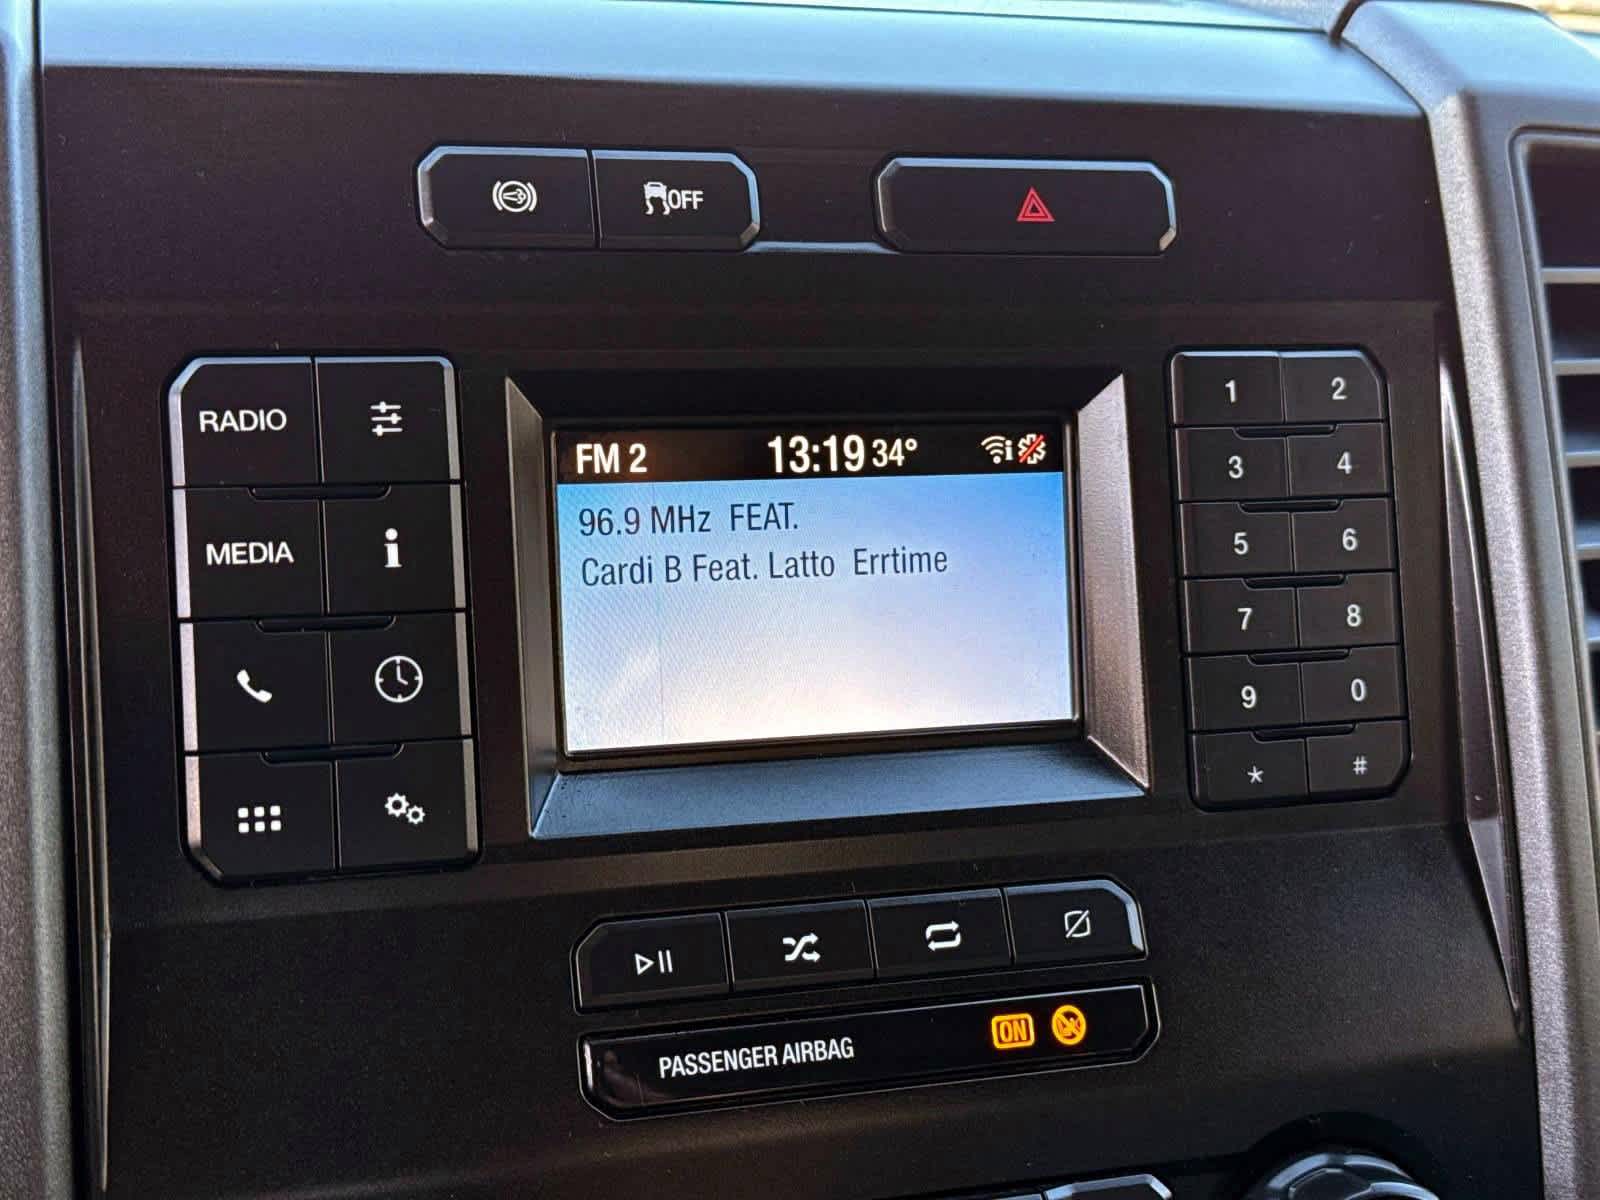 OFF
RADIO
MEDIA
i
FM 2 13:19 34° i
96.9 MHz FEAT.
Cardi B Feat. Latto Errtime
1 2
3 4
5 6
7 8
9 0
* #
PASSENGER AIRBAG ON